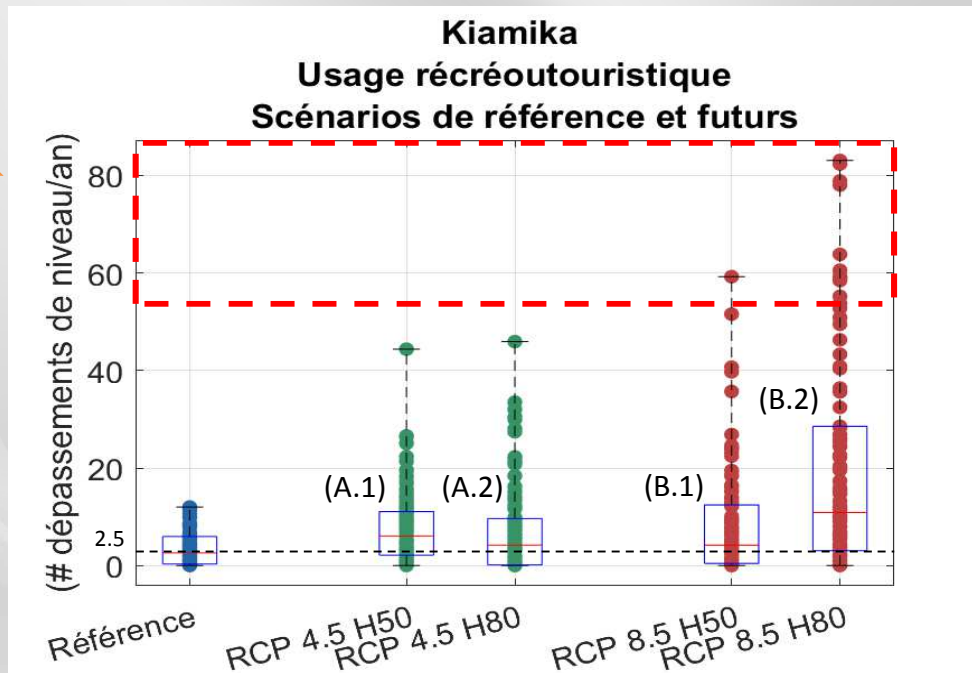 Kiamika
Usage récréoutouristique
Scénarios de référence et futurs
(# dépassements de niveau/an)
80
60
40
20
2.5
0
(A.1)
(A.2)
(B.1)
(B.2)
Référence
RCP 4.5 H50
RCP 4.5 H80
RCP 8.5 H50
RCP 8.5 H80